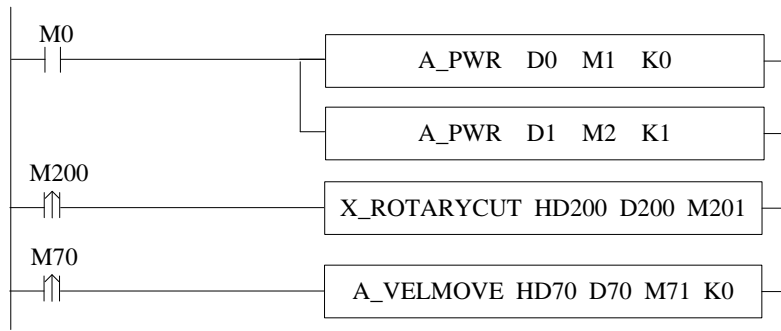 M0
A_PWR D0 M1 K0
A_PWR D1 M2 K1
M200
X_ROTARYCUT HD200 D200 M201
M70
A_VELMOVE HD70 D70 M71 K0